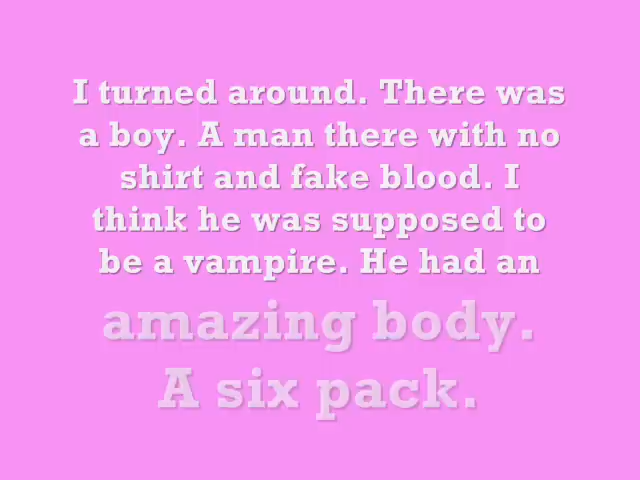 I turned around. There was
a boy. A man there with no
shirt and fake blood. I
think he was supposed to
be a vampire. He had an
amazing body.
A six pack.